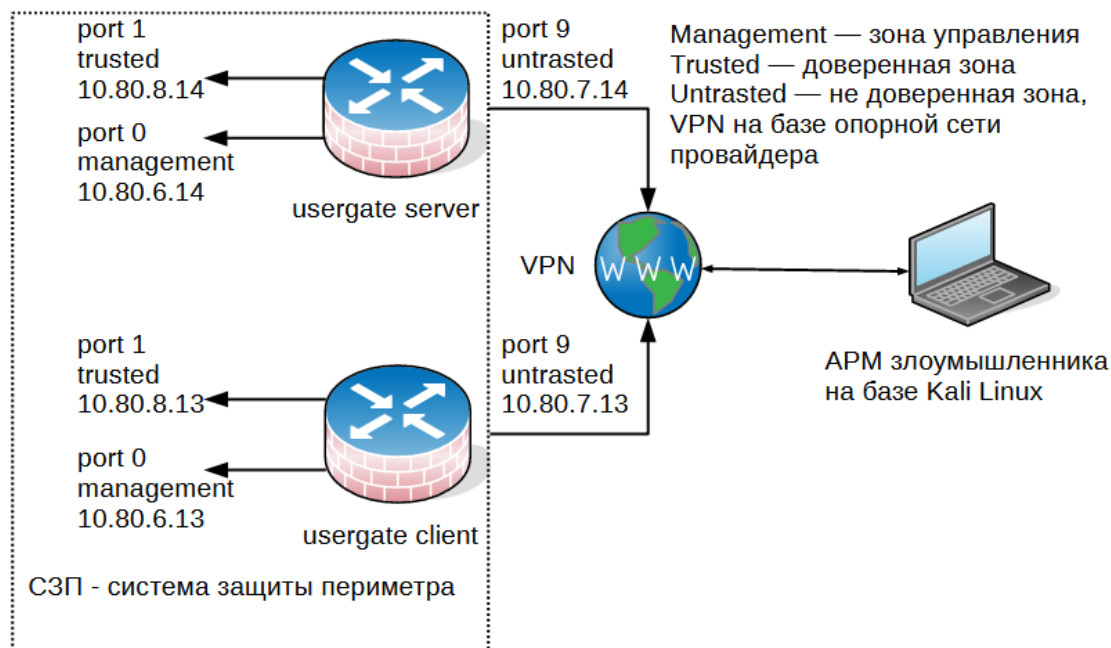 port 1
trusted
10.80.8.14
port 0
management
10.80.6.14
usergate server
port 9
untrasted
10.80.7.14
Management — зона управления
Trasted — доверенная зона
Untrasted — не доверенная зона,
VPN на базе опорной сети
провайдера
VPN
W W W
АРМ злоумышленника
на базе Kali Linux
port 1
trasted
10.80.8.13
port 0
management
10.80.6.13
usergate client
port 9
untrasted
10.80.7.13
СЗП - система защиты периметра